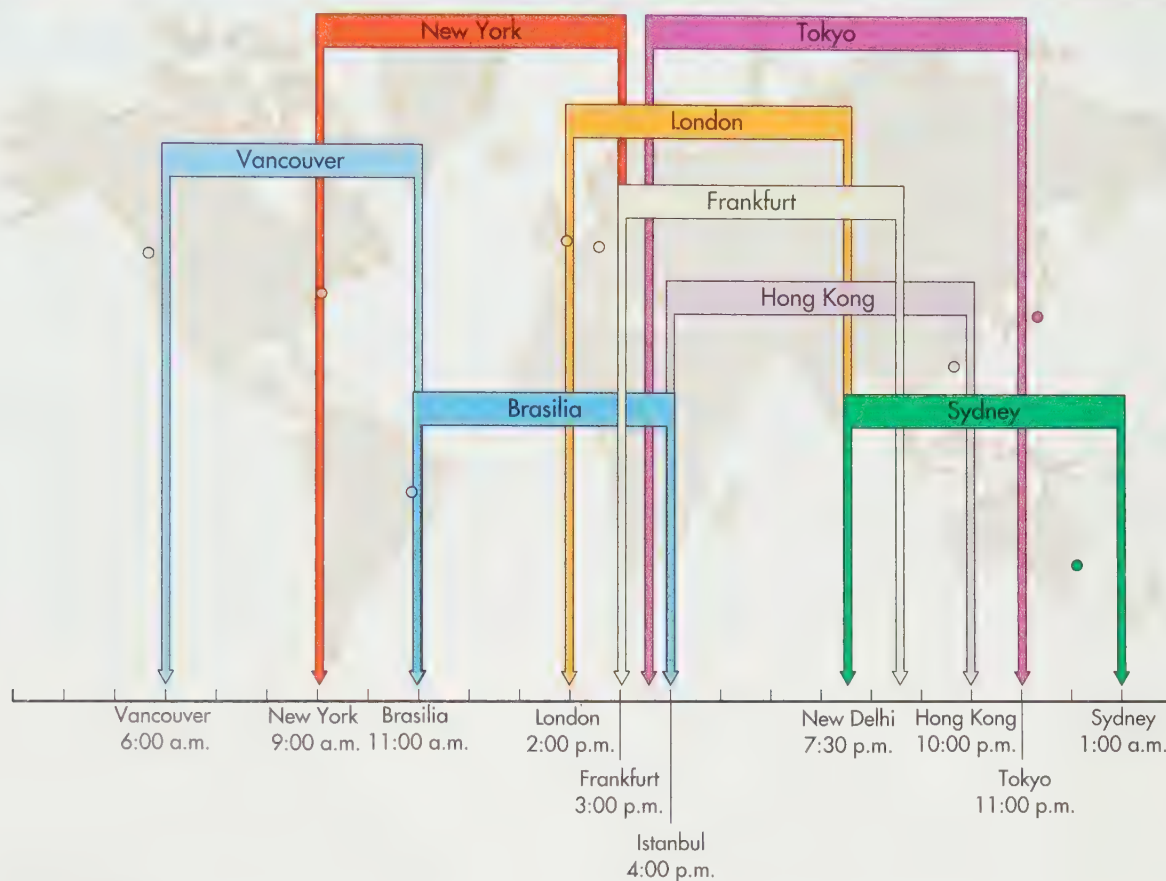 New York
Tokyo
London
Vancouver
Frankfurt
Hong Kong
Brasilia
Sydney
Vancouver
6:00 a.m.
New York
9:00 a.m.
Brasilia
11:00 a.m.
London
2:00 p.m.
New Delhi
7:30 p.m.
Hong Kong
10:00 p.m.
Sydney
1:00 a.m.
Frankfurt
3:00 p.m.
Tokyo
11:00 p.m.
Istanbul
4:00 p.m.